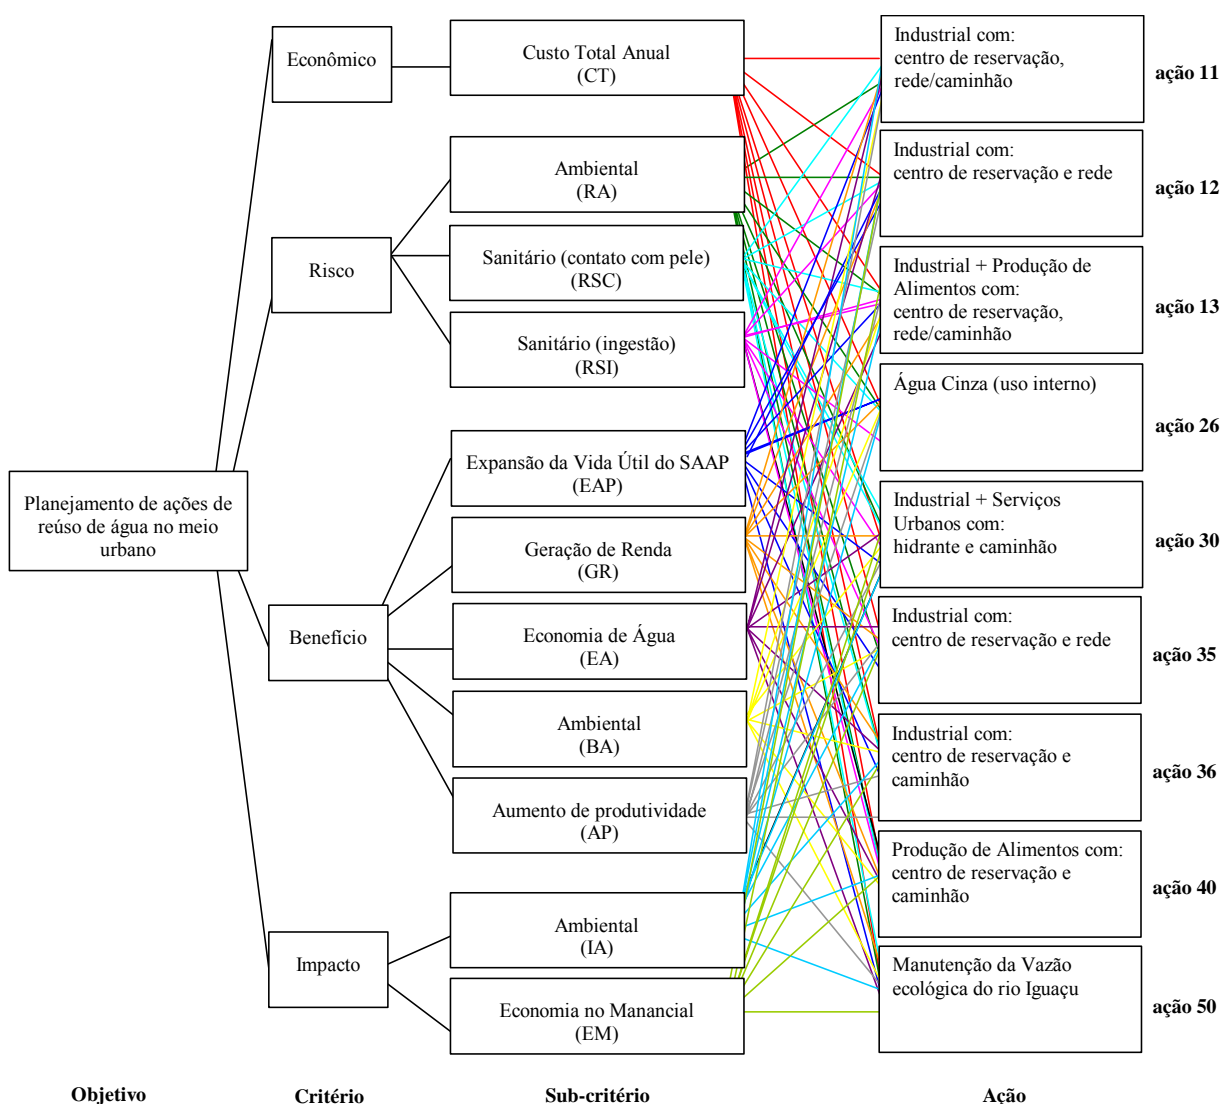 Econômico
Custo Total Anual
(CT)
Industrial com:
centro de reservação,
rede/caminhão
ação 11
Ambiental
(RA)
Industrial com:
centro de reservação e rede
ação 12
Risco
Sanitário (contato com pele)
(RSC)
Industrial + Produção de
Alimentos com:
centro de reservação,
rede/caminhão
ação 13
Sanitário (ingestão)
(RSI)
Água Cinza (uso interno)
ação 26
Planejamento de ações de
reúso de água no meio
urbano
Expansão da Vida Útil do SAAP
(EAP)
Industrial + Serviços
Urbanos com:
hidrante e caminhão
ação 30
Geração de Renda
(GR)
Benefício
Economia de Água
(EA)
Industrial com:
centro de reservação e rede
ação 35
Ambiental
(BA)
Industrial com:
centro de reservação e
caminhão
ação 36
Aumento de produtividade
(AP)
Produção de Alimentos com:
centro de reservação e
caminhão
ação 40
Impacto
Ambiental
(IA)
Manutenção da Vazão
ecológica do rio Iguaçu
ação 50
Economia no Manancial
(EM)
Objetivo
Critério
Sub-critério
Ação